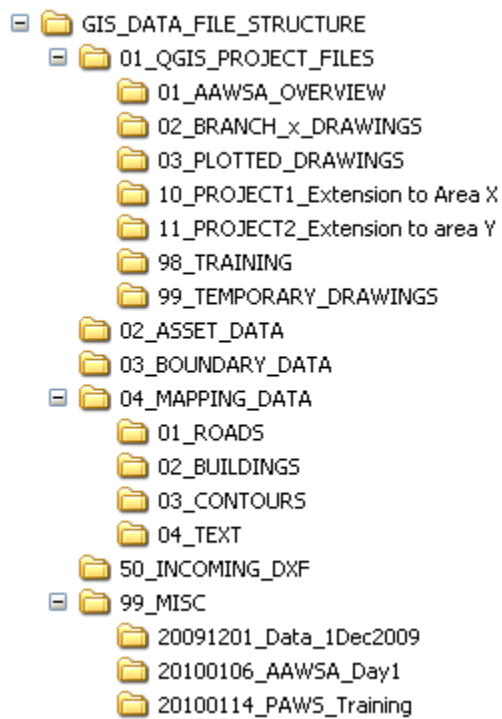 GIS_DATA_FILE_STRUCTURE
01_QGIS_PROJECT_FILES
01_AAWSA_OVERVIEW
02_BRANCH_x_DRAWINGS
03_PLOTTED_DRAWINGS
10_PROJECT1_Extension to Area X
11_PROJECT2_Extension to area Y
98_TRAINING
99_TEMPORARY_DRAWINGS
02_ASSET_DATA
03_BOUNDARY_DATA
04_MAPPING_DATA
01_ROADS
02_BUILDINGS
03_CONTOURS
04_TEXT
50_INCOMING_DXF
99_MISC
20091201_Data_1Dec2009
20100106_AAWSA_Day1
20100114_PAWS_Training